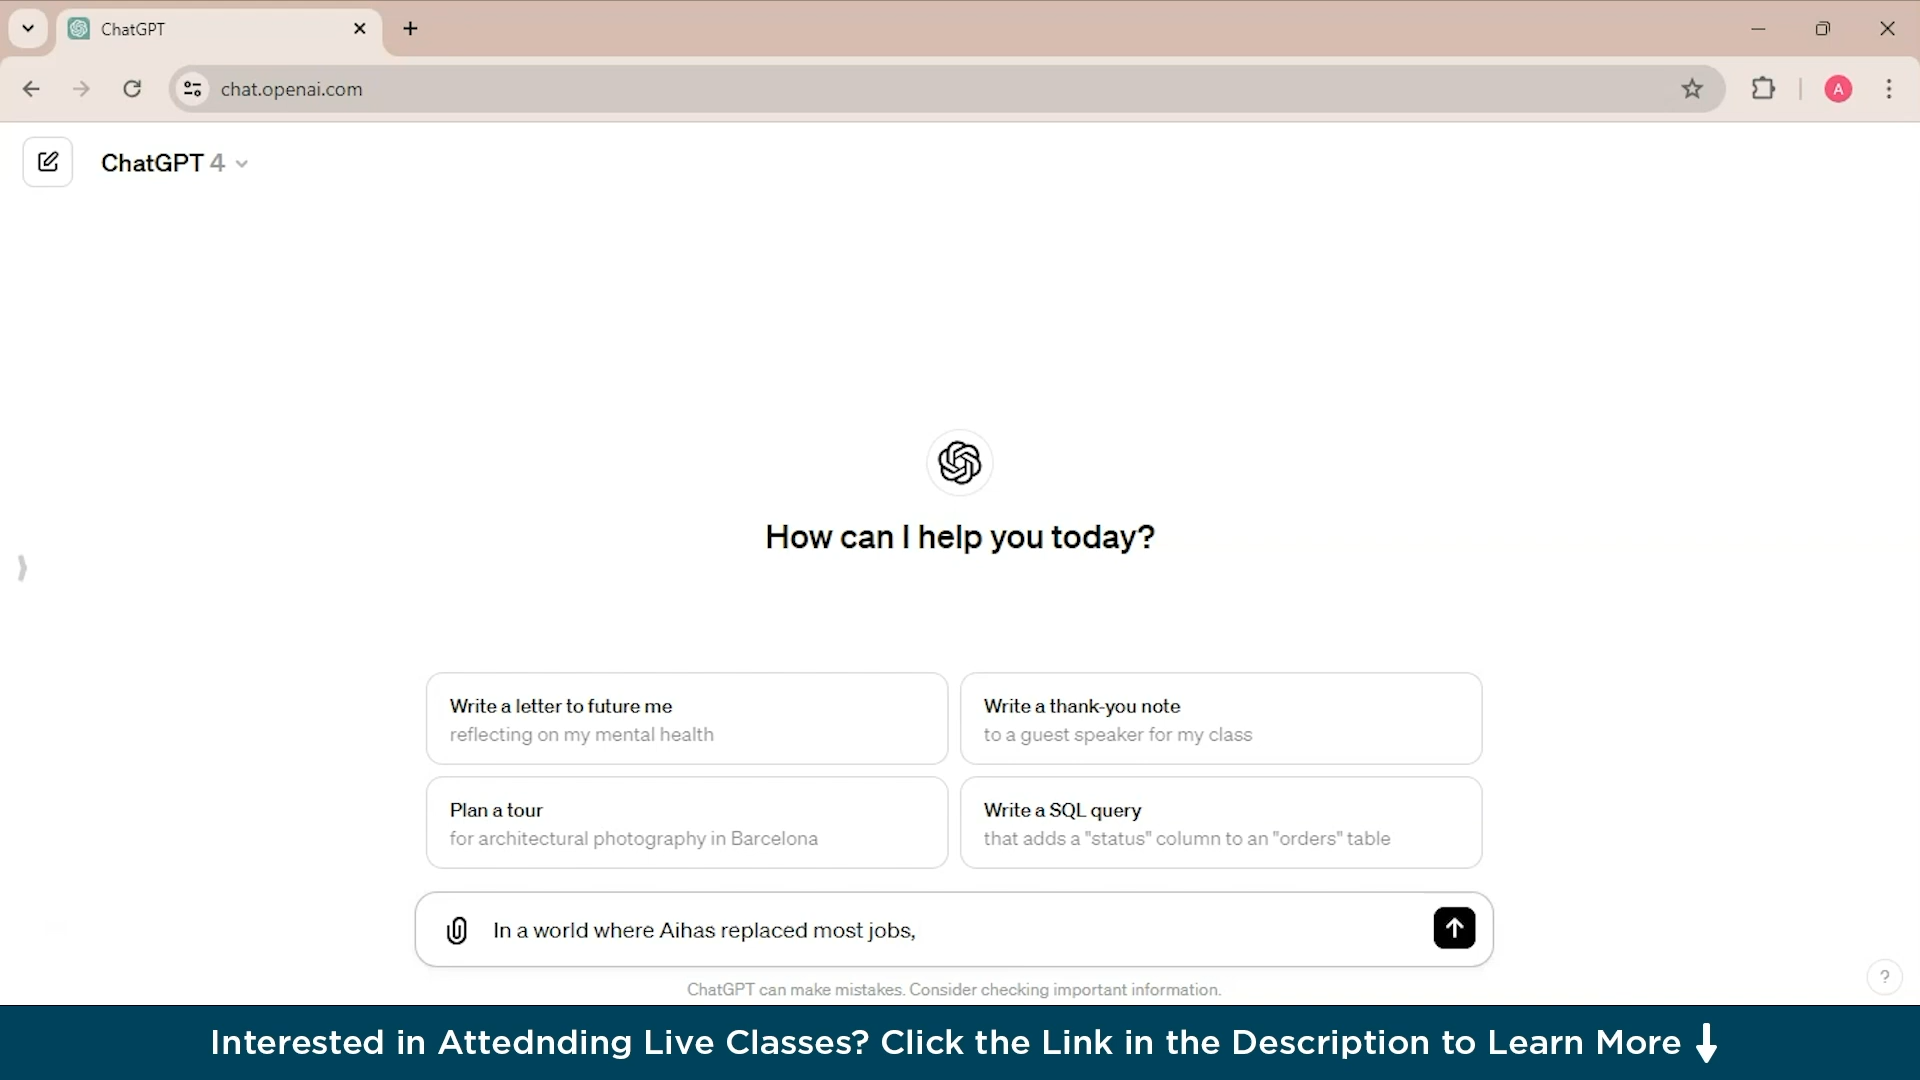 ChatGPT
chat.openai.com
A
ChatGPT 4
How can I help you today?
Write a letter to future me
reflecting on my mental health
Write a thank-you note
to a guest speaker for my class
Plan a tour
for architectural photography in Barcelona
Write a SQL query
that adds a "status" column to an "orders" table
In a world where Aihas replaced most jobs,
ChatGPT can make mistakes. Consider checking important information.
?
Interested in Attednding Live Classes? Click the Link in the Description to Learn More